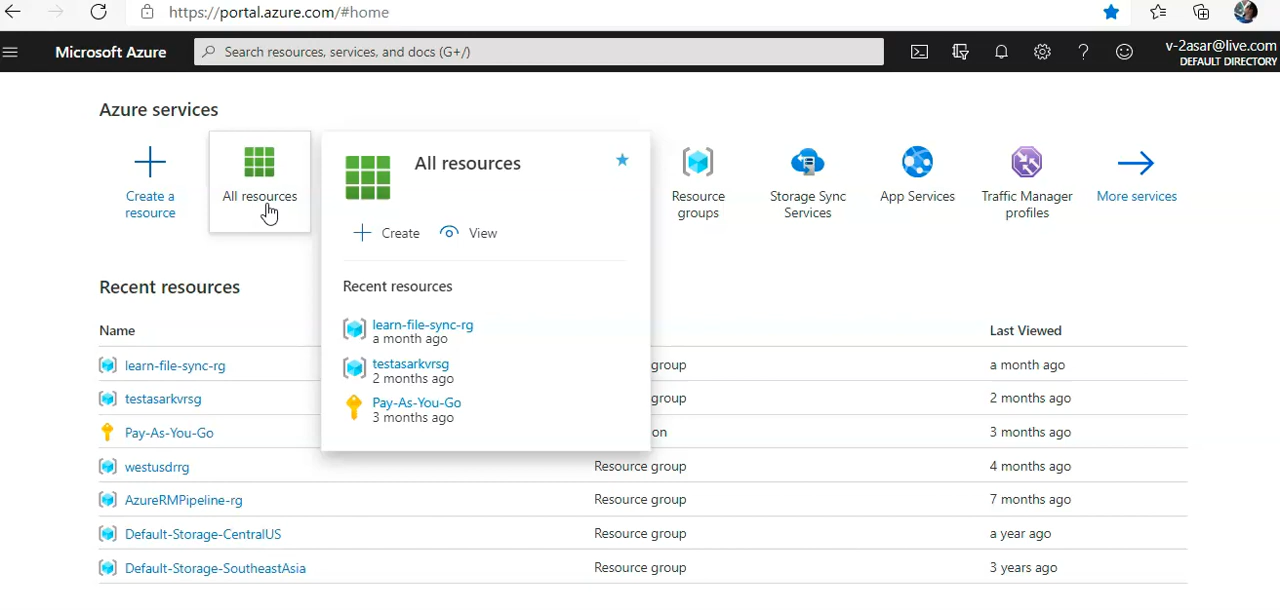 https://portal.azure.com/#home
Microsoft Azure
Search resources, services, and docs (G+/)
v-2asar@live.com
DEFAULT DIRECTORY
Azure services
Create a
resource
All resources
All resources
Create
View
Recent resources
learn-file-sync-rg
a month ago
testasarkvrsg
2 months ago
Pay-As-You-Go
3 months ago
Resource
groups
Storage Sync
Services
App Services
Traffic Manager
profiles
More services
Recent resources
Name
Last Viewed
learn-file-sync-rg
group
a month ago
testasarkvrsg
group
2 months ago
Pay-As-You-Go
on
3 months ago
westusdrrg
Resource group
4 months ago
AzureRMPipeline-rg
Resource group
7 months ago
Default-Storage-CentralUS
Resource group
a year ago
Default-Storage-SoutheastAsia
Resource group
3 years ago